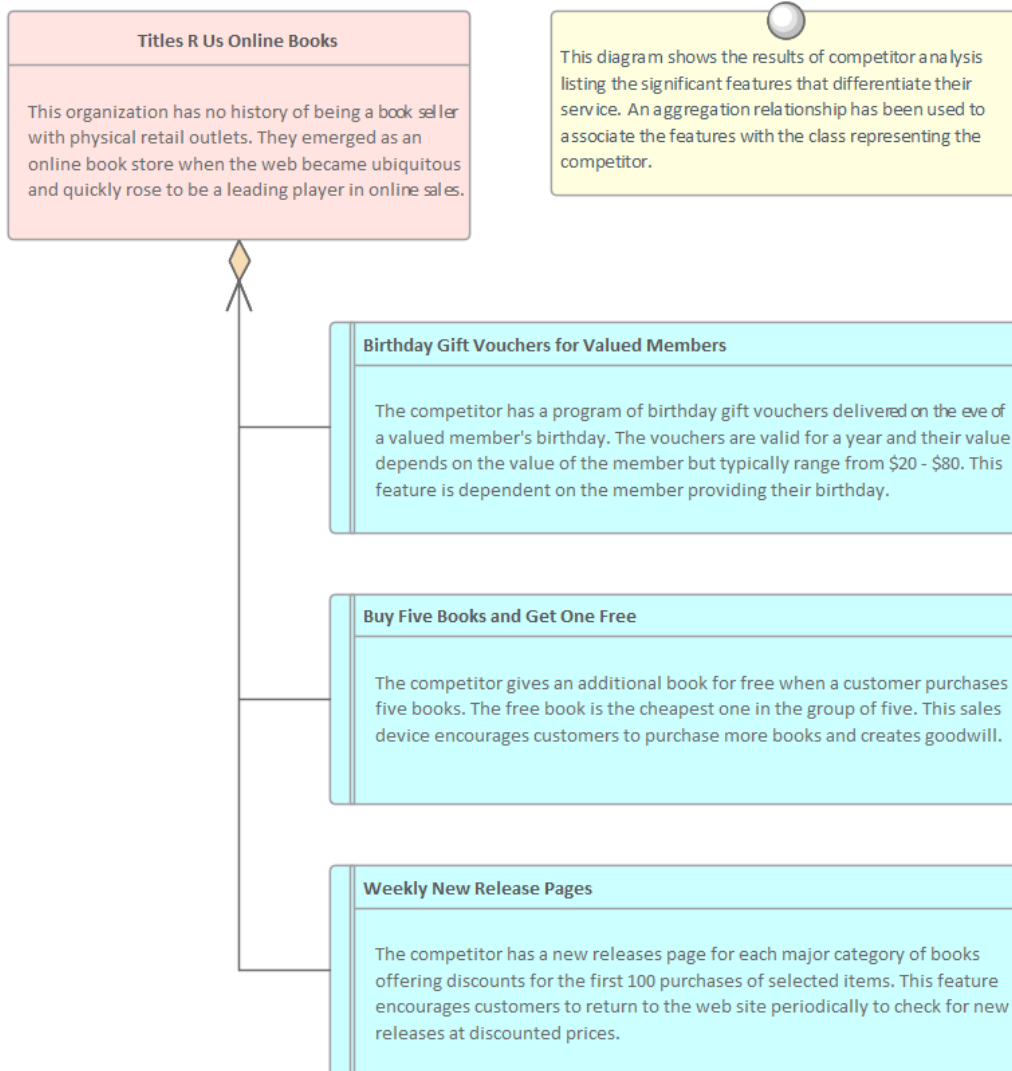 Titles R Us Online Books
This organization has no history of being a book seller
with physical retail outlets. They emerged as an
online book store when the web became ubiquitous
and quickly rose to be a leading player in online sales.
This diagram shows the results of competitor analysis
listing the significant features that differentiate their
service. An aggregation relationship has been used to
associate the features with the class representing the
competitor.
Birthday Gift Vouchers for Valued Members
The competitor has a program of birthday gift vouchers delivered on the eve of
a valued member's birthday. The vouchers are valid for a year and their value
depends on the value of the member but typically range from $20 - $80. This
feature is dependent on the member providing their birthday.
Buy Five Books and Get One Free
The competitor gives an additional book for free when a customer purchases
five books. The free book is the cheapest one in the group of five. This sales
device encourages customers to purchase more books and creates goodwill.
Weekly New Release Pages
The competitor has a new releases page for each major category of books
offering discounts for the first 100 purchases of selected items. This feature
encourages customers to return to the web site periodically to check for new
releases at discounted prices.